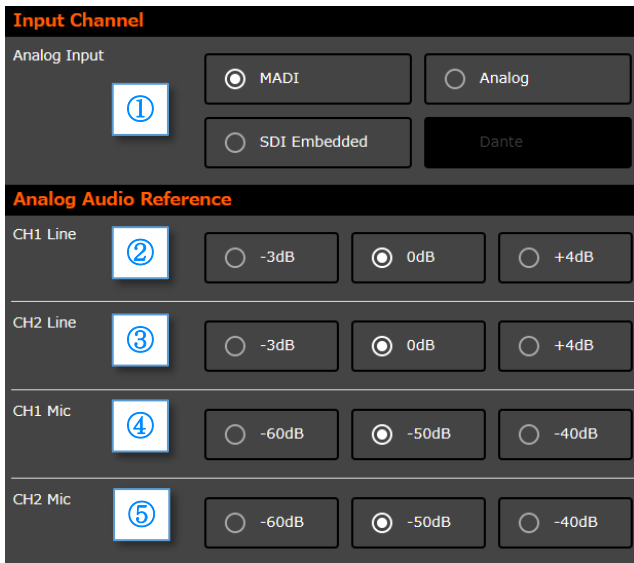 Input Channel
Analog Input
①
MADI
Analog
SDI Embedded
Dante
Analog Audio Reference
CH1 Line
②
-3dB
0dB
+4dB
CH2 Line
③
-3dB
0dB
+4dB
CH1 Mic
④
-60dB
-50dB
-40dB
CH2 Mic
⑤
-60dB
-50dB
-40dB